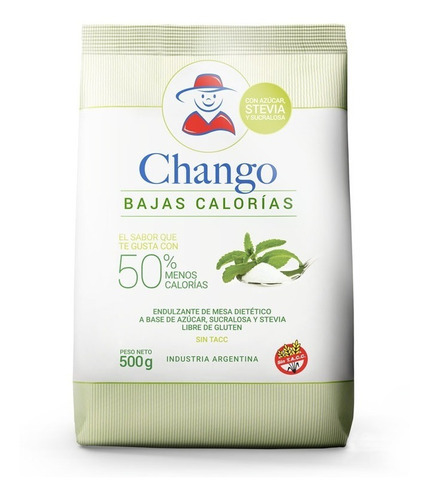 CON AZÚCAR,
STEVIA
Y SUCRALOSA
Chango
BAJAS CALORÍAS
EL SABOR QUE
TE GUSTA CON
50%
MENOS
CALORÍAS
ENDULZANTE DE MESA DIETÉTICO
A BASE DE AZÚCAR, SUCRALOSA Y STEVIA
LIBRE DE GLUTEN
SIN TACC
PESO NETO
500g
INDUSTRIA ARGENTINA
Sin T.A.C.C.